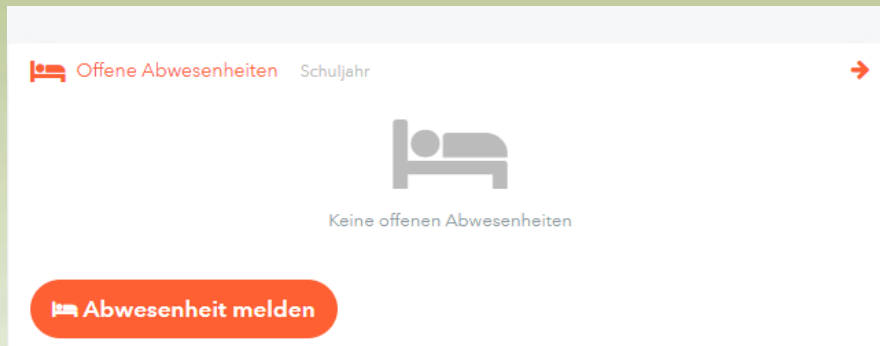 Offene Abwesenheiten Schuljahr
Keine offenen Abwesenheiten
Abwesenheit melden